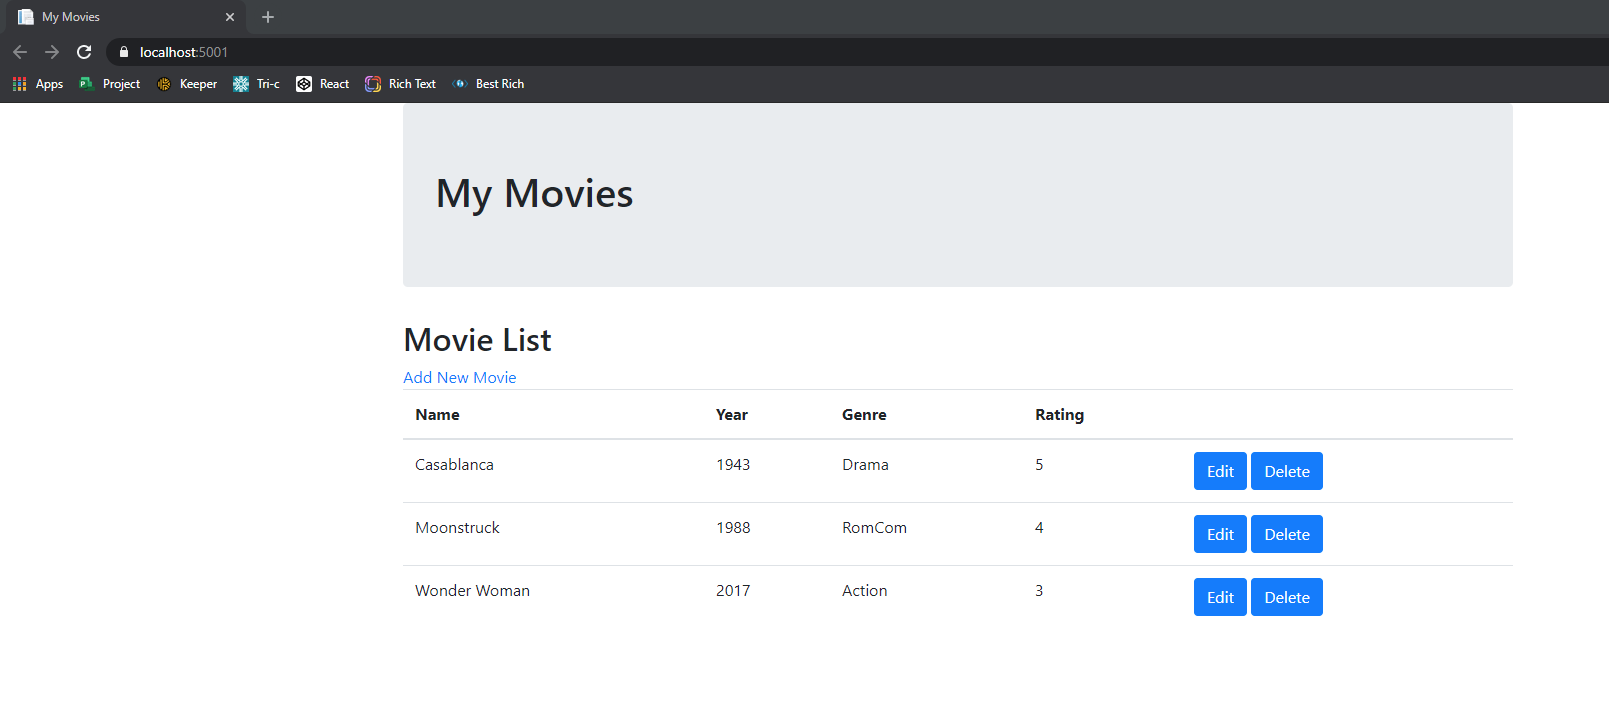 My Movies
localhost:5001
Apps Project Keeper Tri-c React Rich Text Best Rich
My Movies
Movie List
Add New Movie
Name Year Genre Rating
Casablanca 1943 Drama 5 Edit Delete
Moonstruck 1988 RomCom 4 Edit Delete
Wonder Woman 2017 Action 3 Edit Delete